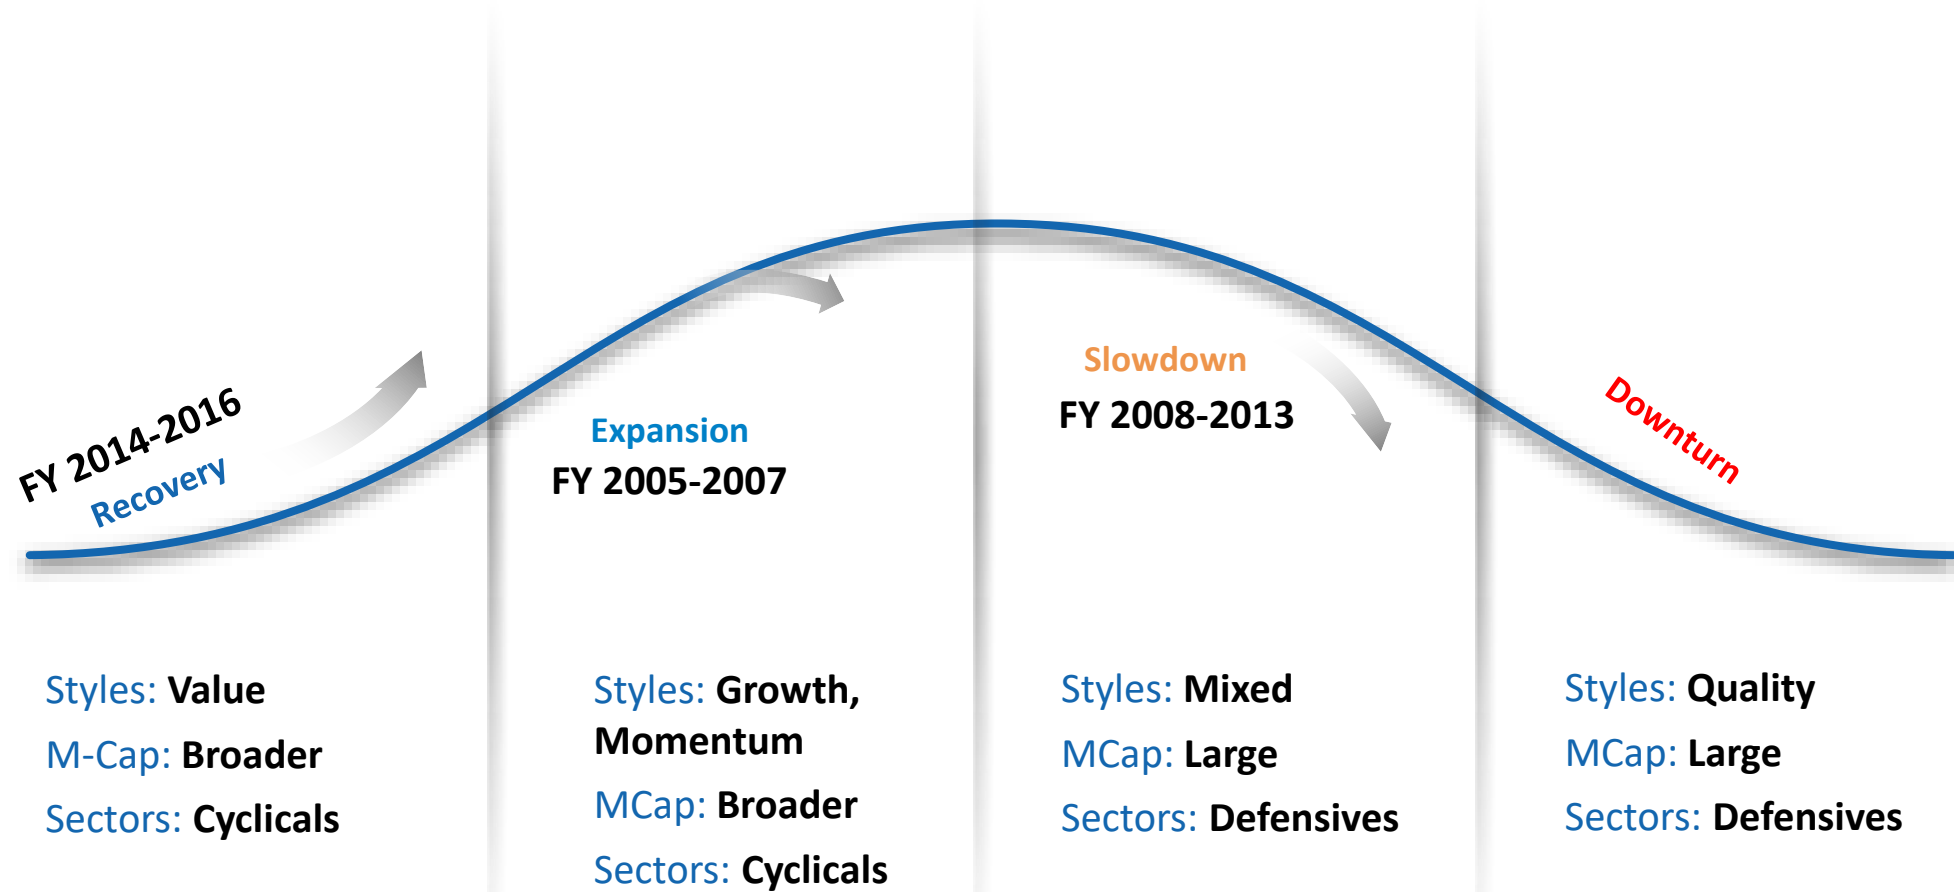 FY 2014-2016
Recovery
Expansion
FY 2005-2007
Slowdown
FY 2008-2013
Downturn
Styles: Value
M-Cap: Broader
Sectors: Cyclicals
Styles: Growth,
Momentum
MCap: Broader
Sectors: Cyclicals
Styles: Mixed
MCap: Large
Sectors: Defensives
Styles: Quality
MCap: Large
Sectors: Defensives